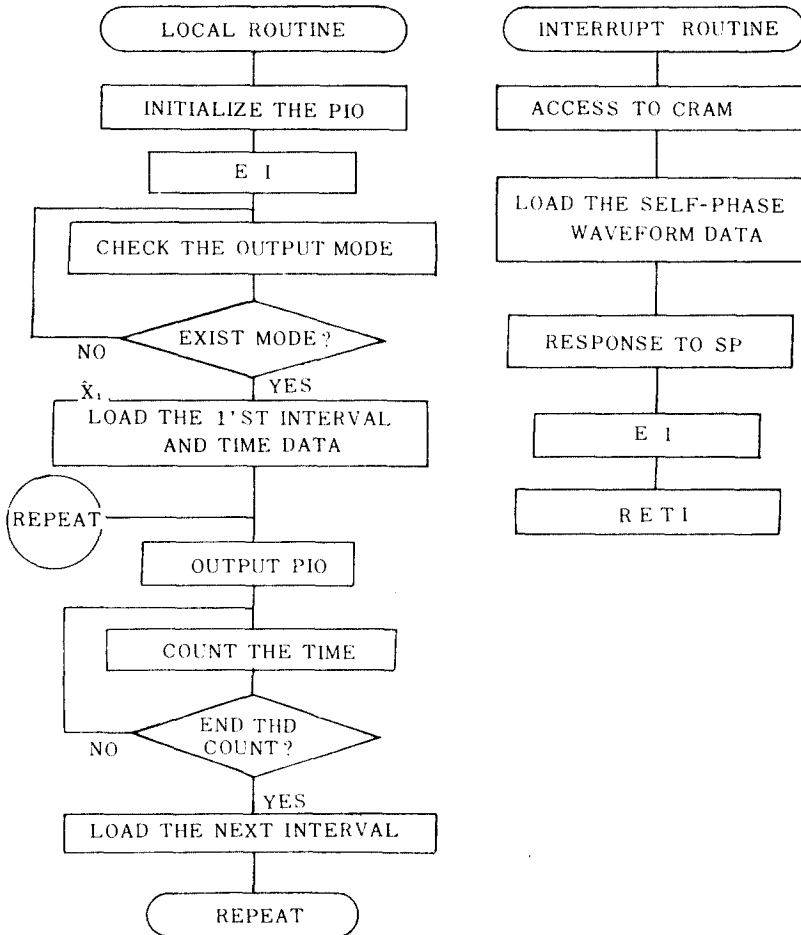 LOCAL ROUTINE
INITIALIZE THE PIO
E I
CHECK THE OUTPUT MODE
EXIST MODE?
NO
YES
X̂₁
LOAD THE 1'ST INTERVAL
AND TIME DATA
REPEAT
OUTPUT PIO
COUNT THE TIME
END THD
COUNT?
NO
YES
LOAD THE NEXT INTERVAL
REPEAT
INTERRUPT ROUTINE
ACCESS TO CRAM
LOAD THE SELF-PHASE
WAVEFORM DATA
RESPONSE TO SP
E I
RETI